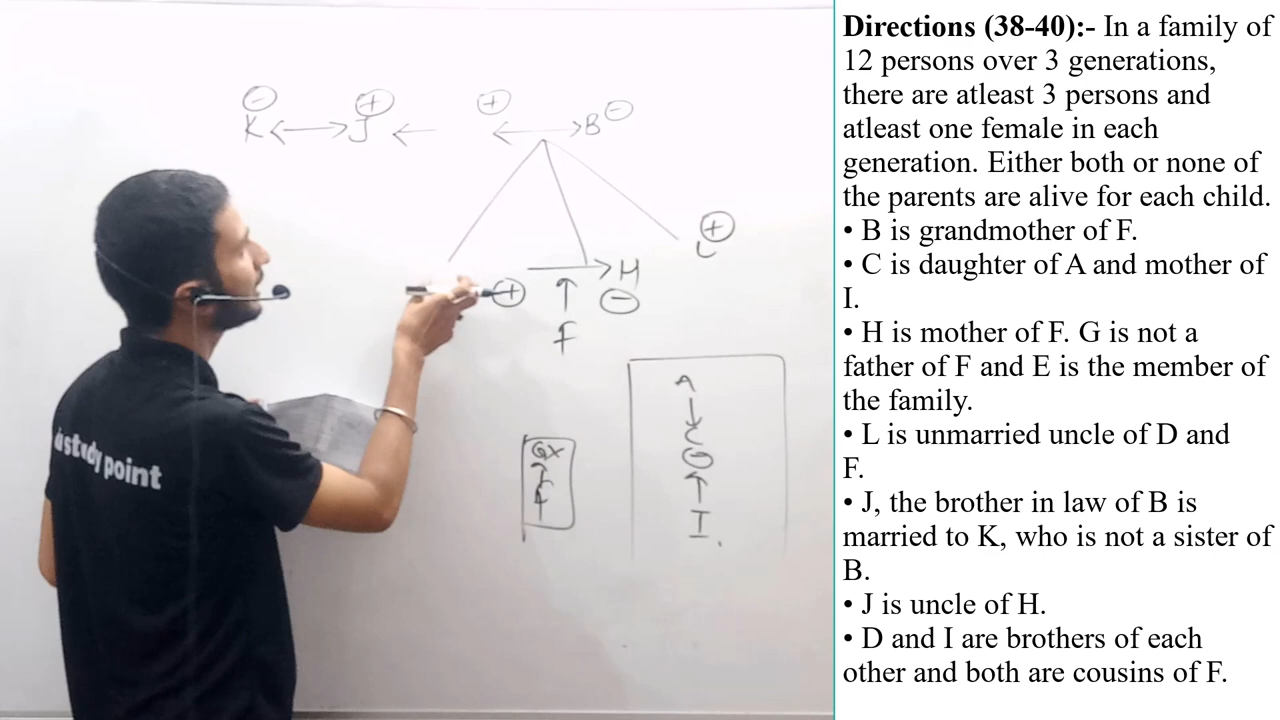 K J B
L
H
F
A
C
I.
G X
F
study point
Directions (38-40):- In a family of
12 persons over 3 generations,
there are atleast 3 persons and
atleast one female in each
generation. Either both or none of
the parents are alive for each child.
• B is grandmother of F.
• C is daughter of A and mother of
I.
• H is mother of F. G is not a
father of F and E is the member of
the family.
• L is unmarried uncle of D and
F.
• J, the brother in law of B is
married to K, who is not a sister of
B.
• J is uncle of H.
• D and I are brothers of each
other and both are cousins of F.